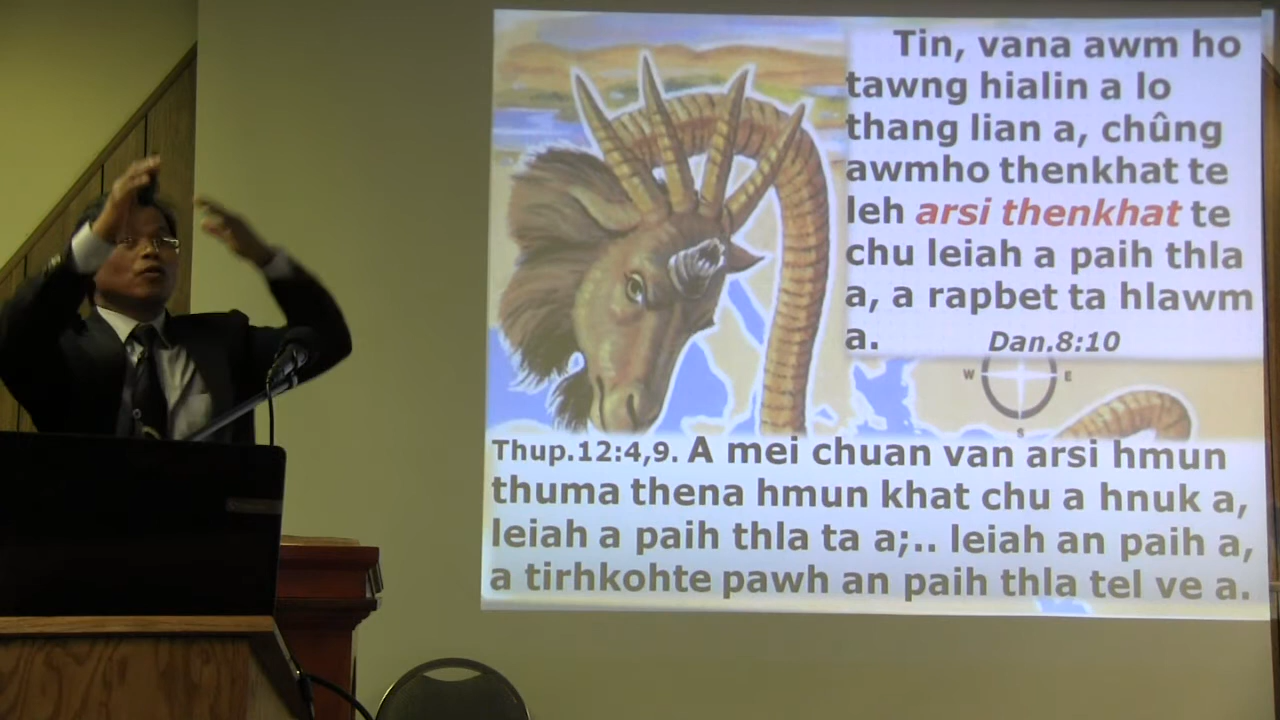 Tin, vana awm ho
tawng hialin a lo
thang lian a, chûng
awmho thenkhat te
leh arsi thenkhat te
chu leiah a paih thla
a, a rapbet ta hlawm
a. Dan.8:10
W E
S
Thup.12:4,9. A mei chuan van arsi hmun
thuma thena hmun khat chu a hnuk a,
leiah a paih thla ta a;.. leiah an paih a,
a tirhkohte pawh an paih thla tel ve a.